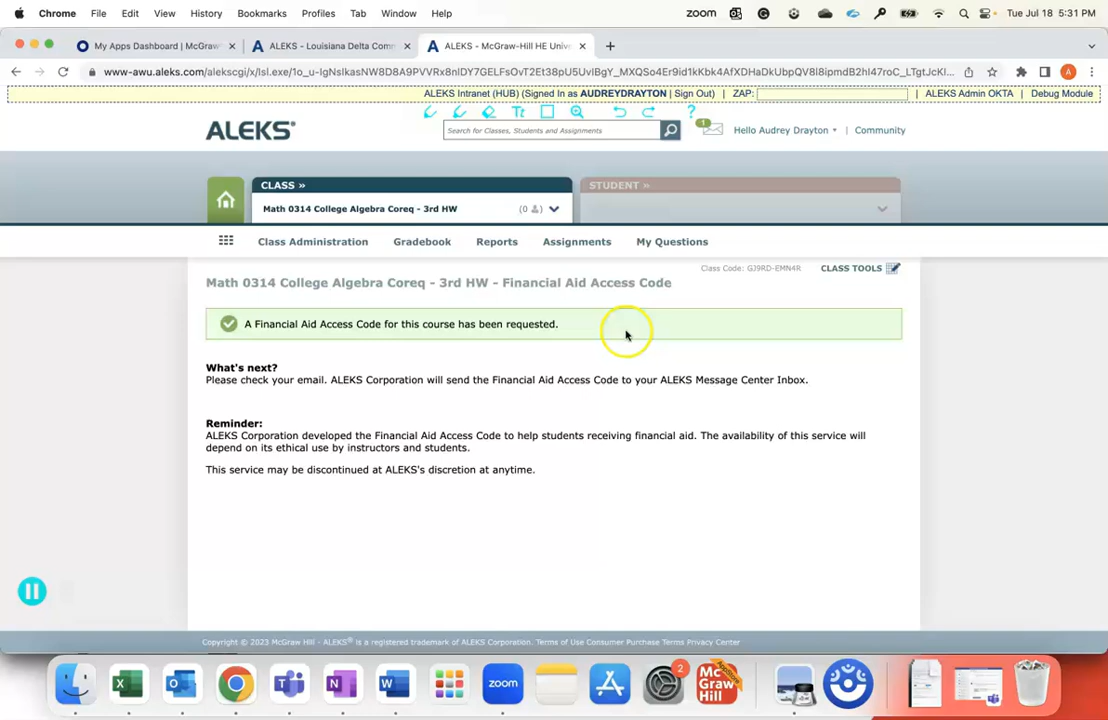 Chrome File Edit View History Bookmarks Profiles Tab Window Help zoom Tue Jul 18 5:31 PM
My Apps Dashboard | McGraw ALEKS - Louisiana Delta Com ALEKS - McGraw-Hill HE Univ
ALEKS Intranet (HUB) (Signed In as AUDREYDRAYTON | Sign Out) | ZAP: | ALEKS Admin OKTA | Debug Module
Tt ?
ALEKS® Search for Classes, Students and Assignments 1 Hello Audrey Drayton | Community
CLASS » STUDENT »
Math 0314 College Algebra Coreq - 3rd HW (0)
Class Administration Gradebook Reports Assignments My Questions
Class Code: GJ9RD-EMN4R CLASS TOOLS
Math 0314 College Algebra Coreq - 3rd HW - Financial Aid Access Code
A Financial Aid Access Code for this course has been requested.
What's next?
Please check your email. ALEKS Corporation will send the Financial Aid Access Code to your ALEKS Message Center Inbox.
Reminder:
ALEKS Corporation developed the Financial Aid Access Code to help students receiving financial aid. The availability of this service will
depend on its ethical use by instructors and students.
This service may be discontinued at ALEKS's discretion at anytime.
Copyright © 2023 McGraw Hill - ALEKS® is a registered trademark of ALEKS Corporation. Terms of Use Consumer Purchase Terms Privacy Center
zoom 2 Mc Graw Hill